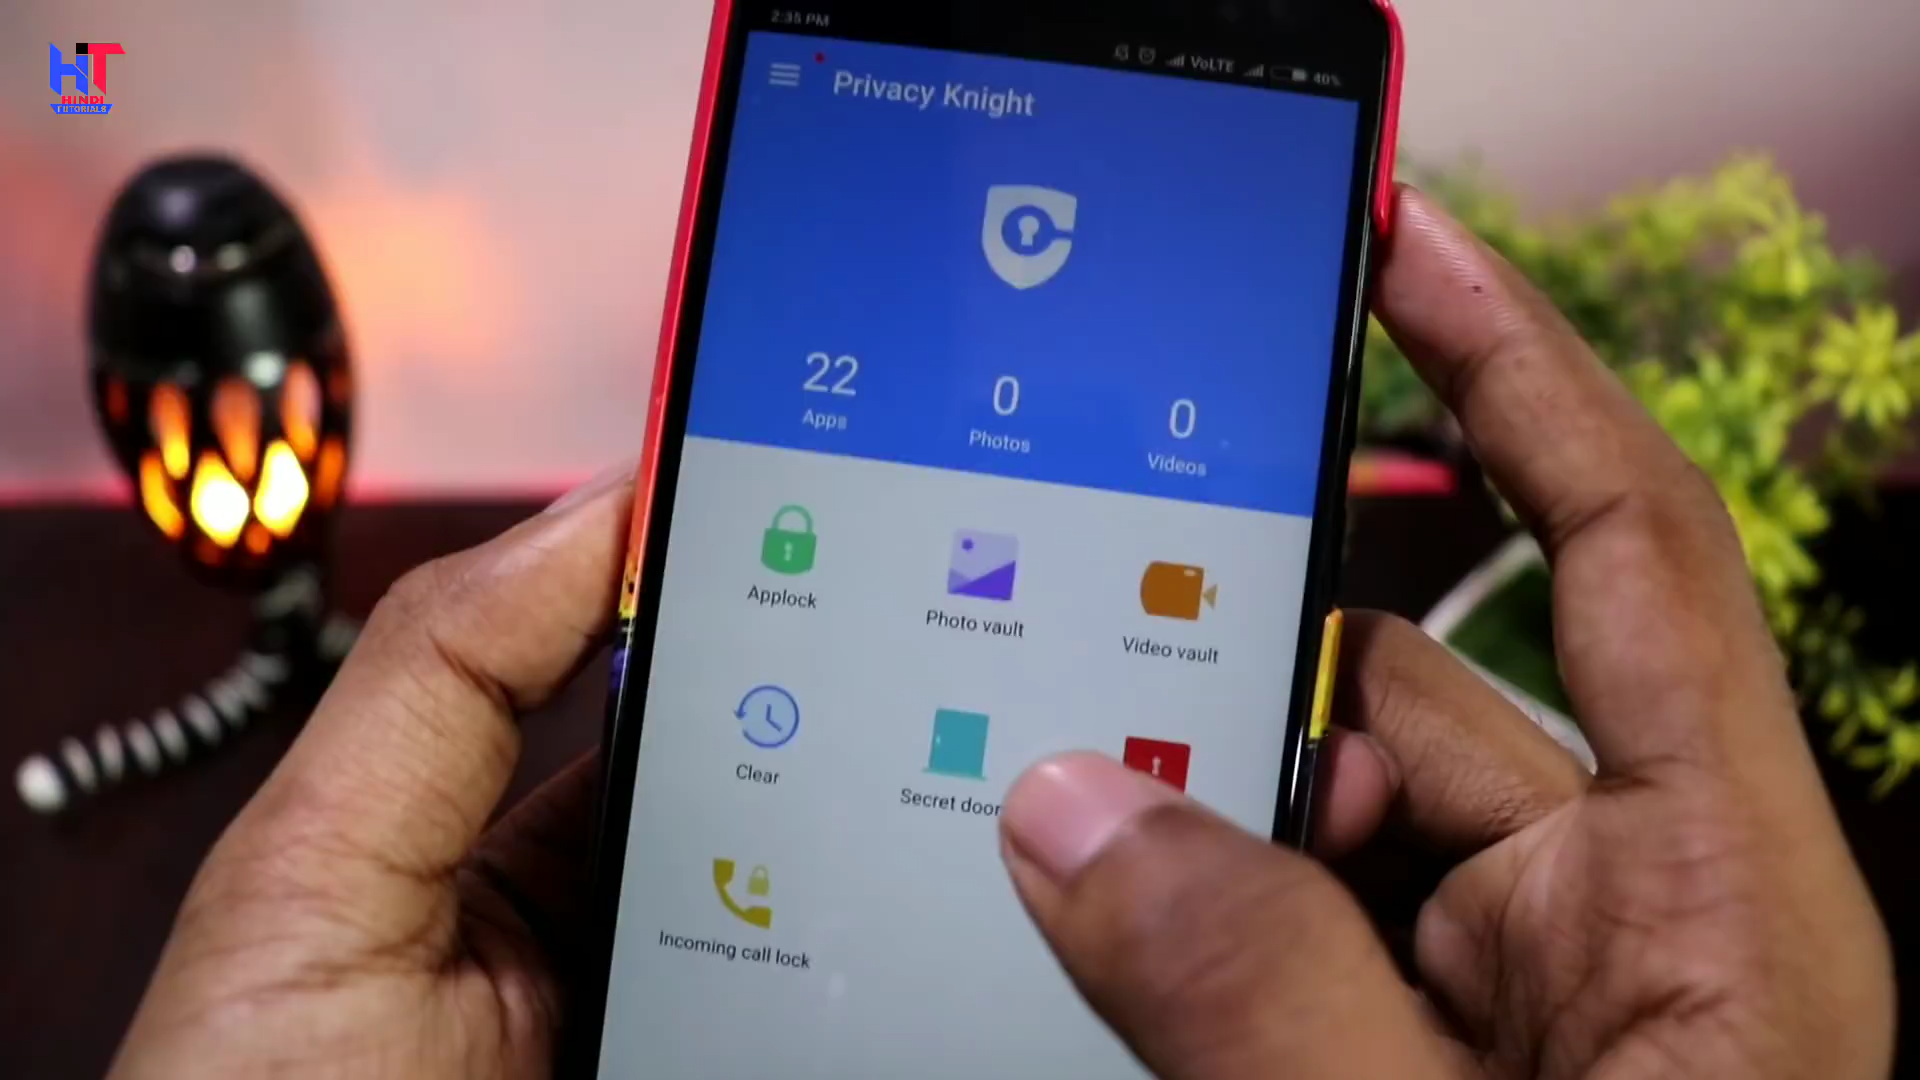 HT
HINDI
TUTORIALS
2:35 PM
VoLTE
40%
Privacy Knight
22
0
0
Apps
Photos
Videos
Applock
Photo vault
Video vault
Clear
Secret door
Incoming call lock